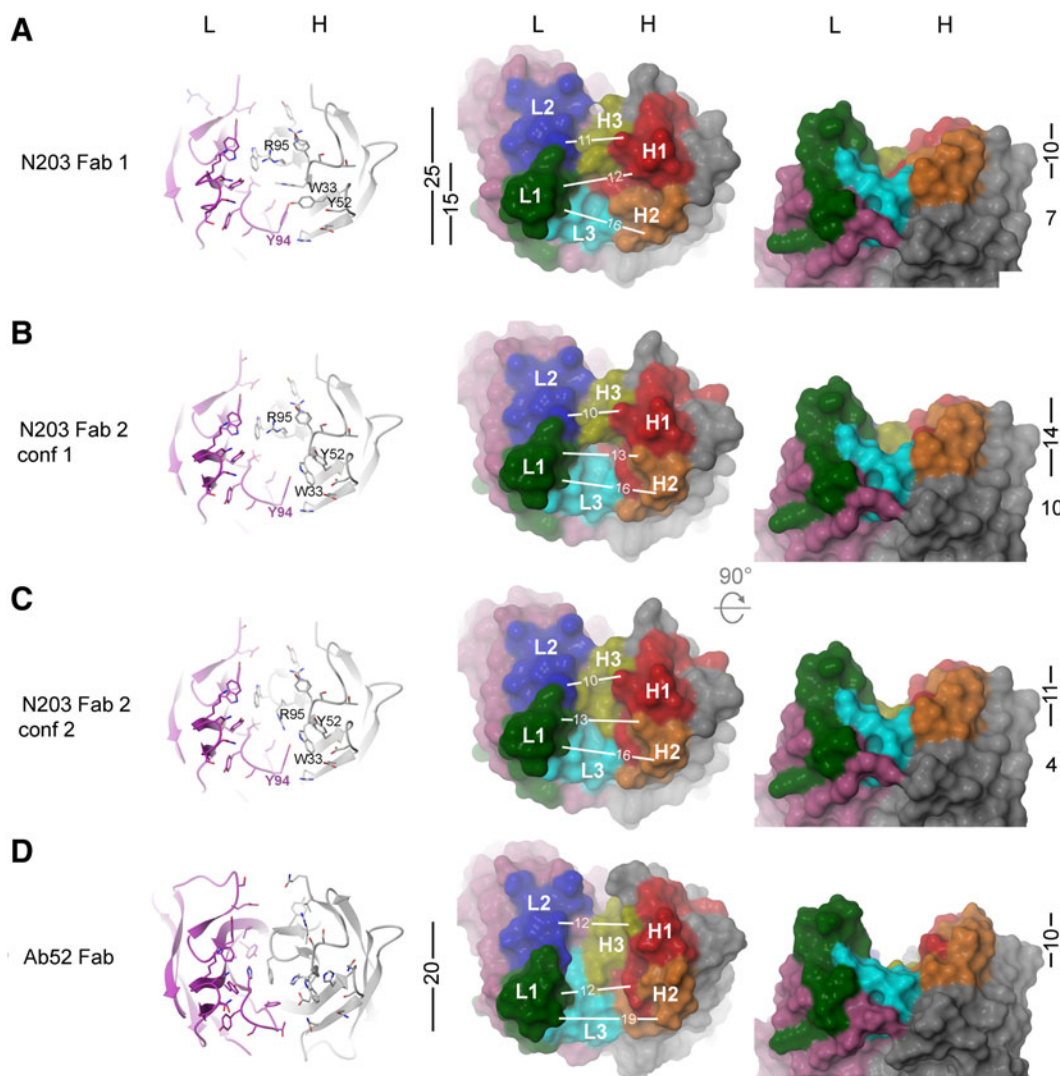 A
L H
L H
L H
N203 Fab 1
R95
W33
Y52
Y94
25
15
L2
H3
11
H1
12
L1
H2
16
L3
10
7
B
N203 Fab 2
conf 1
R95
Y52
W33
Y94
L2
H3
10
H1
13
L1
H2
16
L3
14
10
C
90°
N203 Fab 2
conf 2
R95
Y52
W33
Y94
L2
H3
10
H1
13
L1
H2
16
L3
11
4
D
Ab52 Fab
20
L2
12
H1
H3
12
L1
H2
19
L3
10